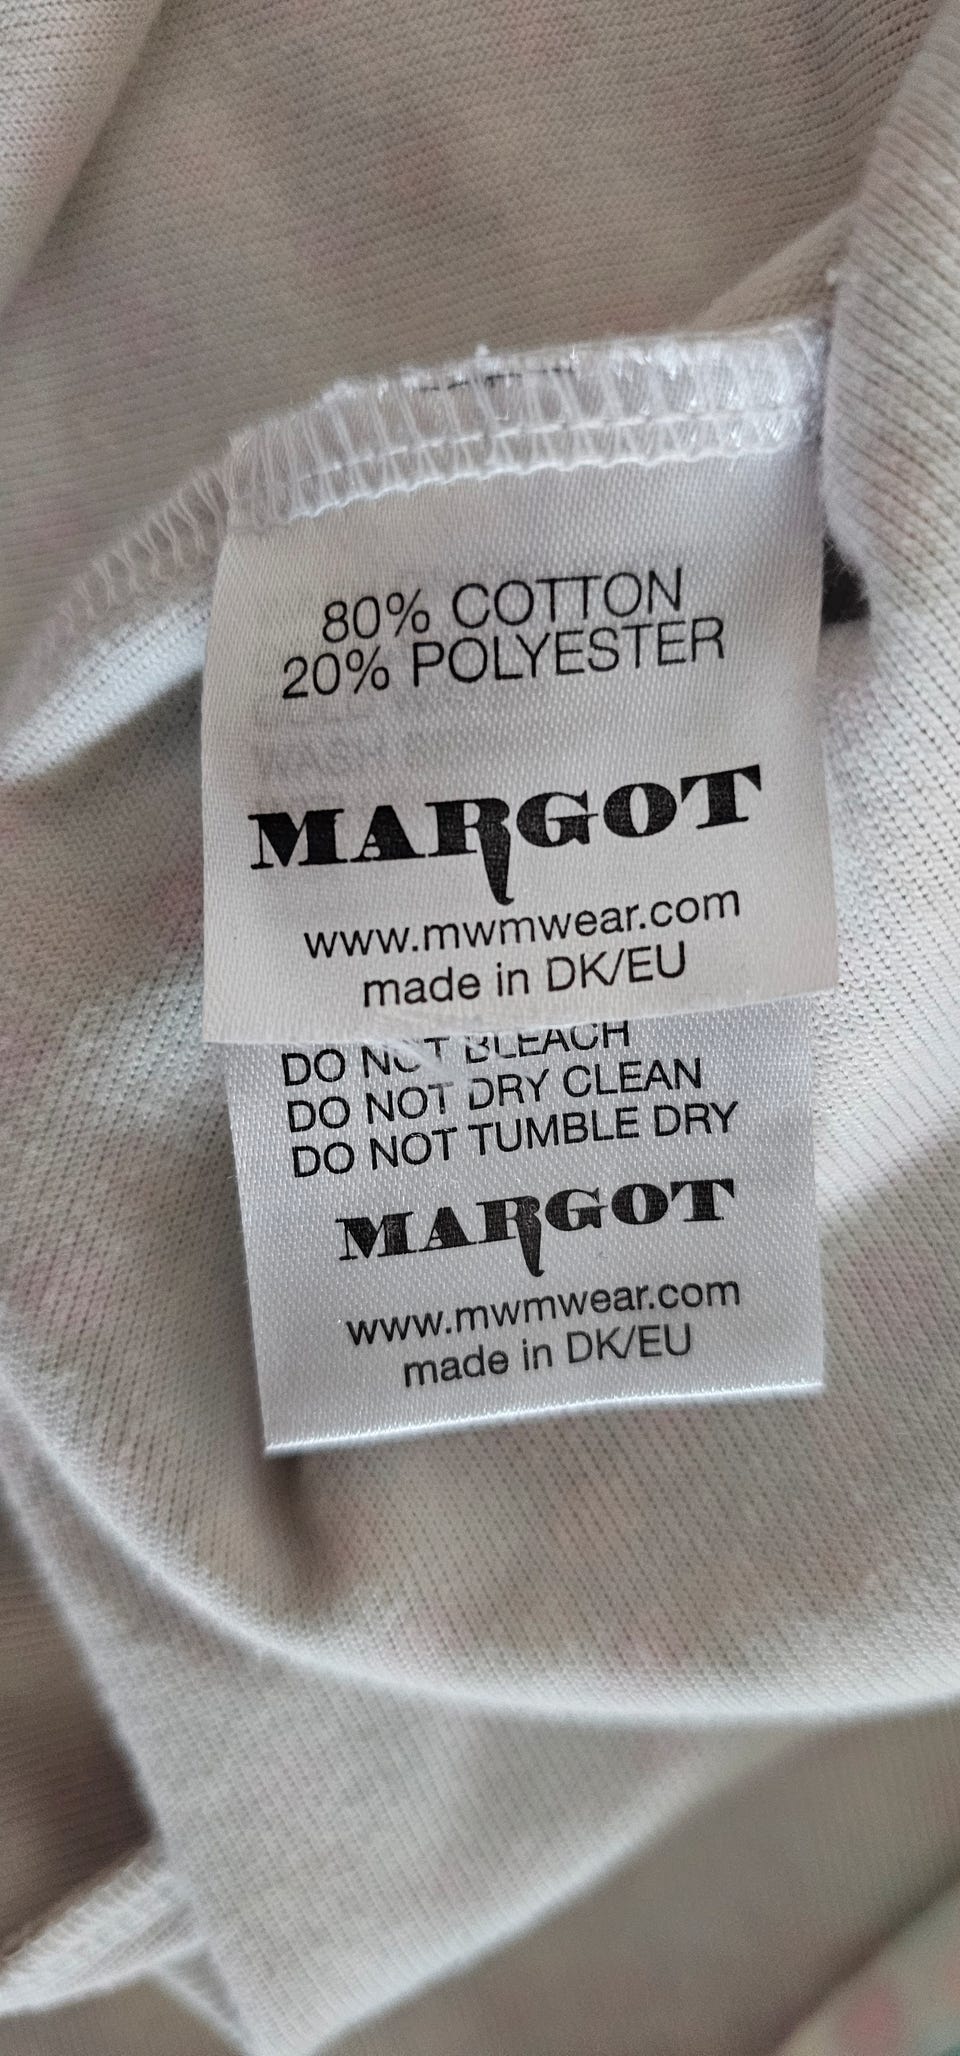 80% COTTON
20% POLYESTER
MARGOT
www.mwmwear.com
made in DK/EU
DO NOT BLEACH
DO NOT DRY CLEAN
DO NOT TUMBLE DRY
MARGOT
www.mwmwear.com
made in DK/EU